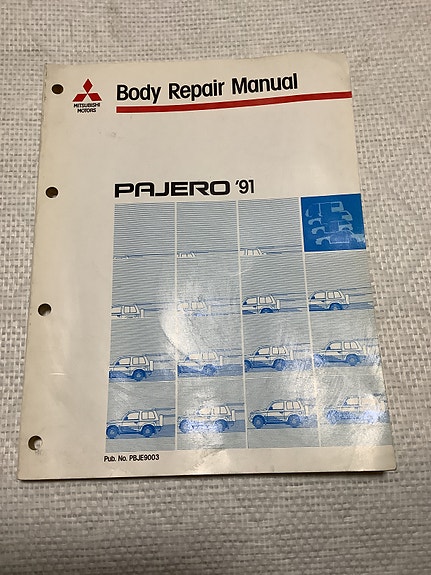 MITSUBISHI
MOTORS
Body Repair Manual
PAJERO '91
Pub. No. PBJE9003